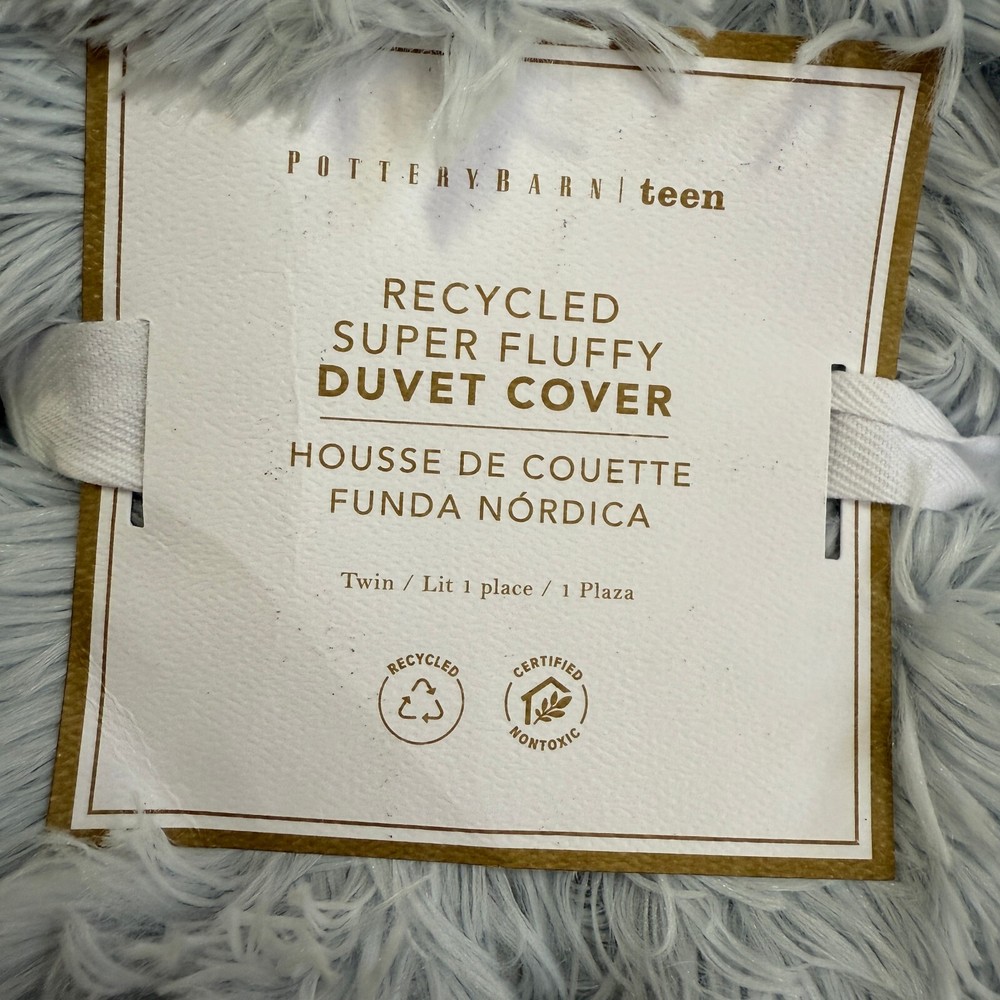 POTTERYBARN | teen
RECYCLED
SUPER FLUFFY
DUVET COVER
HOUSSE DE COUETTE
FUNDA NÓRDICA
Twin / Lit 1 place / 1 Plaza
RECYCLED
CERTIFIED
NONTOXIC